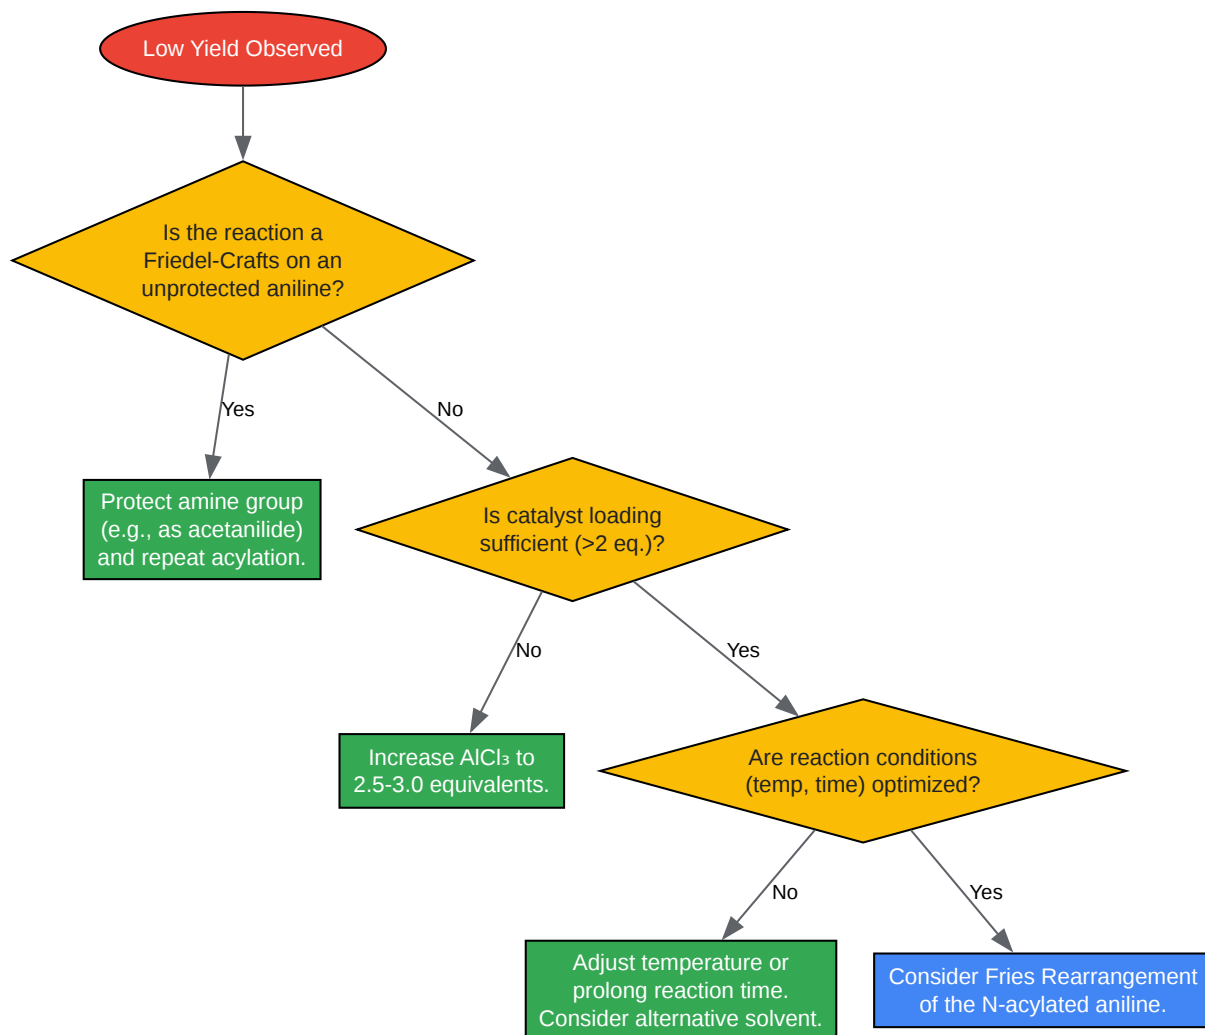 Low Yield Observed
Is the reaction a
Friedel-Crafts on an
unprotected aniline?
Yes
No
Protect amine group
(e.g., as acetanilide)
and repeat acylation.
Is catalyst loading
sufficient (>2 eq.)?
No
Yes
Increase AlCl₃ to
2.5-3.0 equivalents.
Are reaction conditions
(temp, time) optimized?
No
Yes
Adjust temperature or
prolong reaction time.
Consider alternative solvent.
Consider Fries Rearrangement
of the N-acylated aniline.